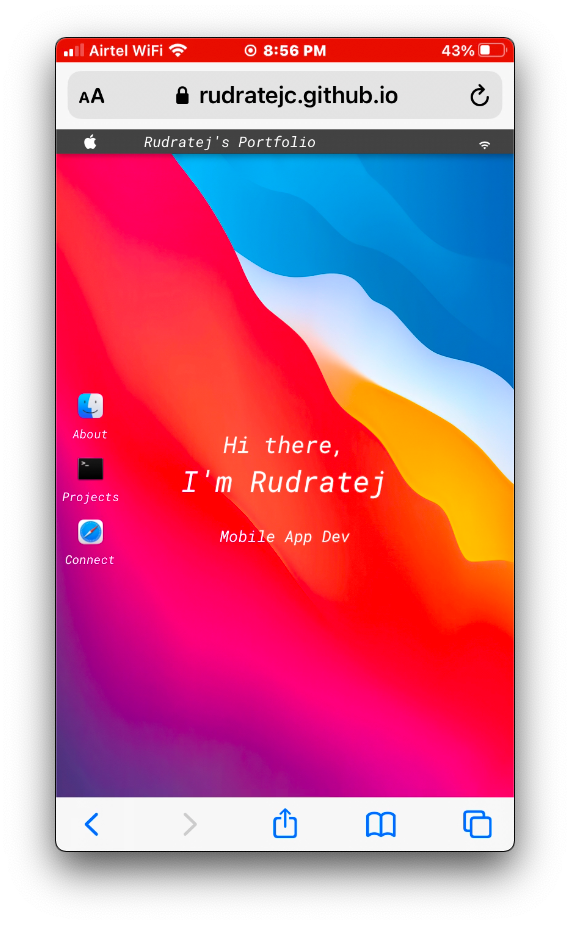 Airtel WiFi 8:56 PM 43%
AA rudratejc.github.io
Rudratej's Portfolio
About
Hi there,
I'm Rudratej
Projects
Mobile App Dev
Connect